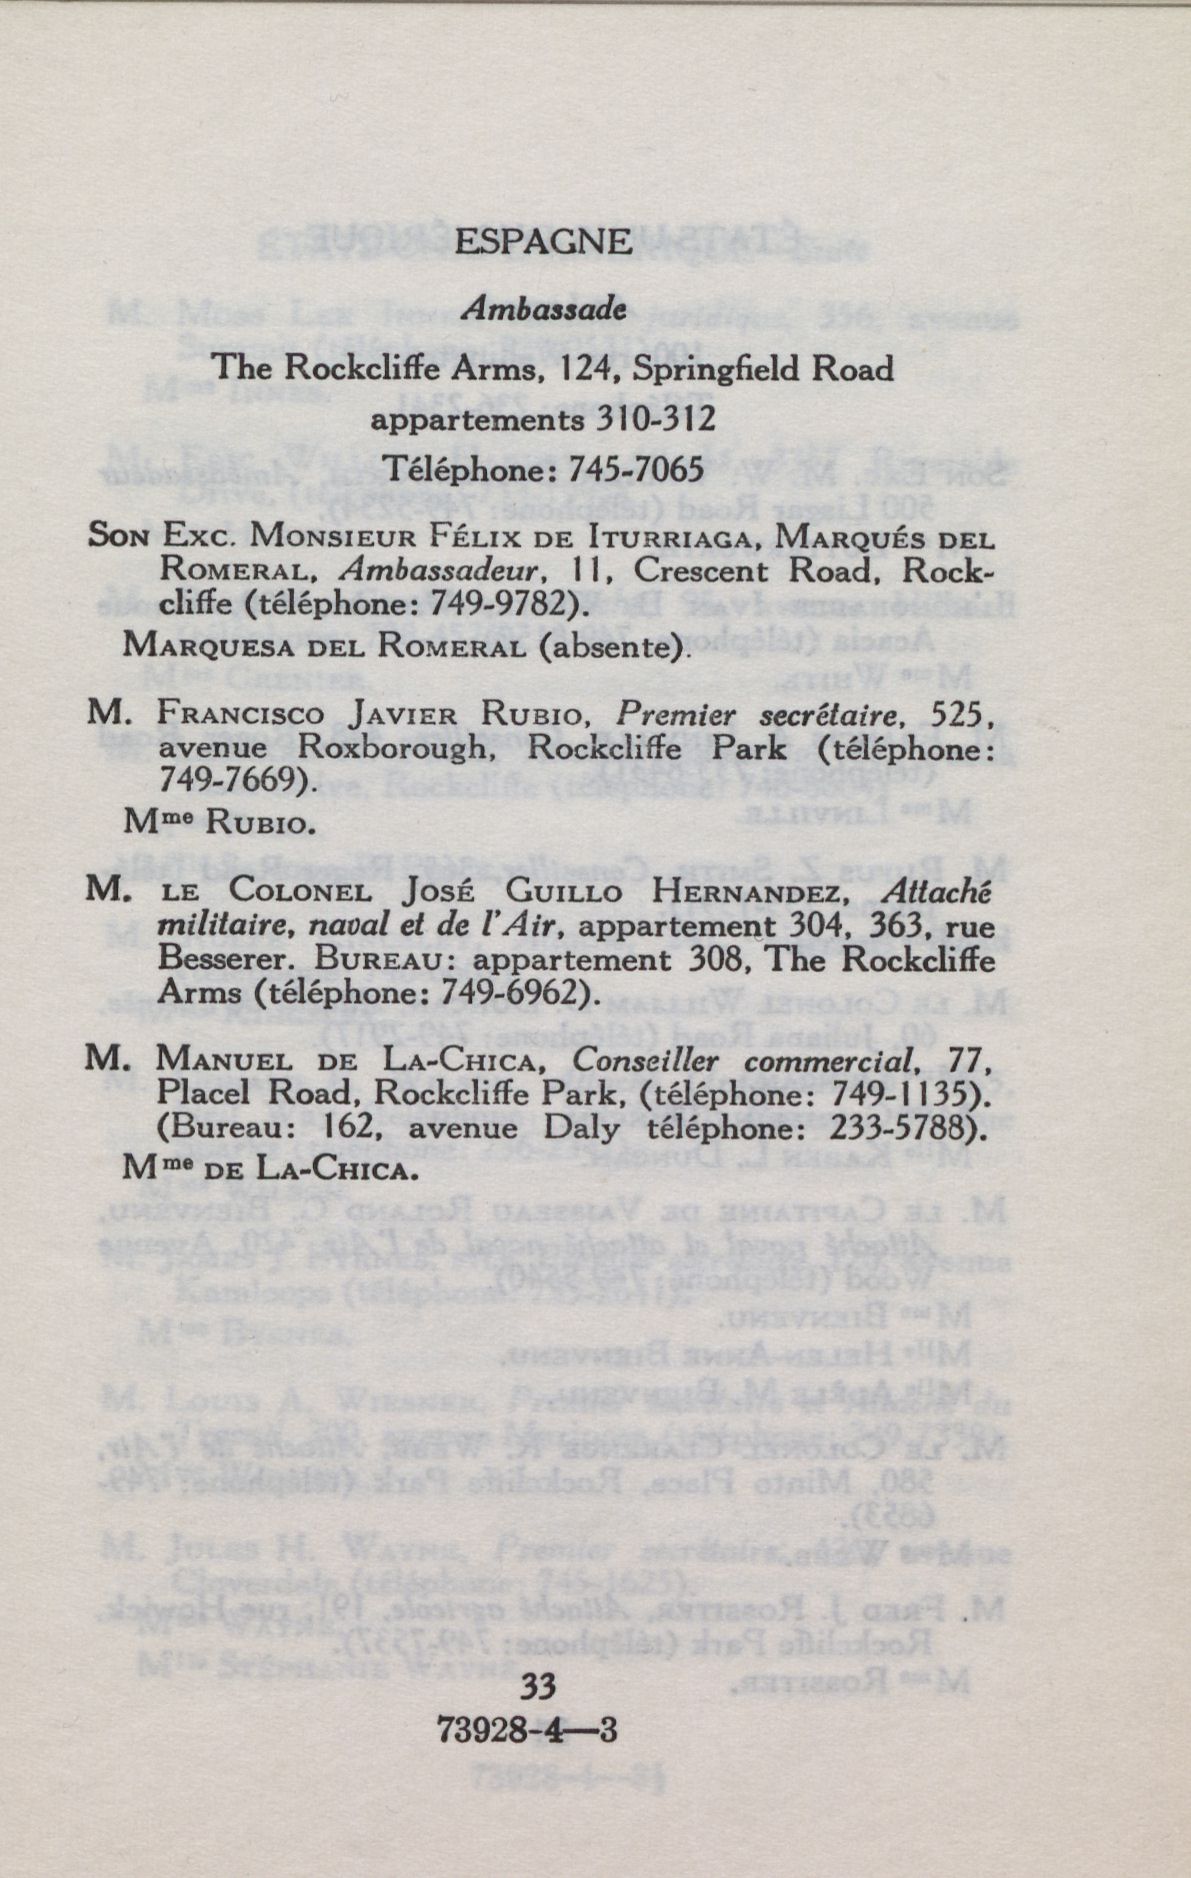 ESPAGNE
Ambassade
The Rockcliffe Arms, 124, Springfield Road
appartements 310-312
Téléphone: 745-7065
Son Exc. Monsieur Félix de Iturriaga, Marqués del
Romeral, Ambassadeur, 11, Crescent Road, Rock-
cliffe (téléphone: 749-9782).
Marquesa del Romeral (absente).
M. Francisco Javier Rubio, Premier secrétaire, 525,
avenue Roxborough, Rockcliffe Park (téléphone:
749-7669).
Mme Rubio.
M. le Colonel José Guillo Hernandez, Attaché
militaire, naval et de l'Air, appartement 304, 363, rue
Besserer. Bureau: appartement 308, The Rockcliffe
Arms (téléphone: 749-6962).
M. Manuel de La-Chica, Conseiller commercial, 77,
Placel Road, Rockcliffe Park, (téléphone: 749-1135).
(Bureau: 162, avenue Daly téléphone: 233-5788).
Mme de La-Chica.
33
73928-4—3